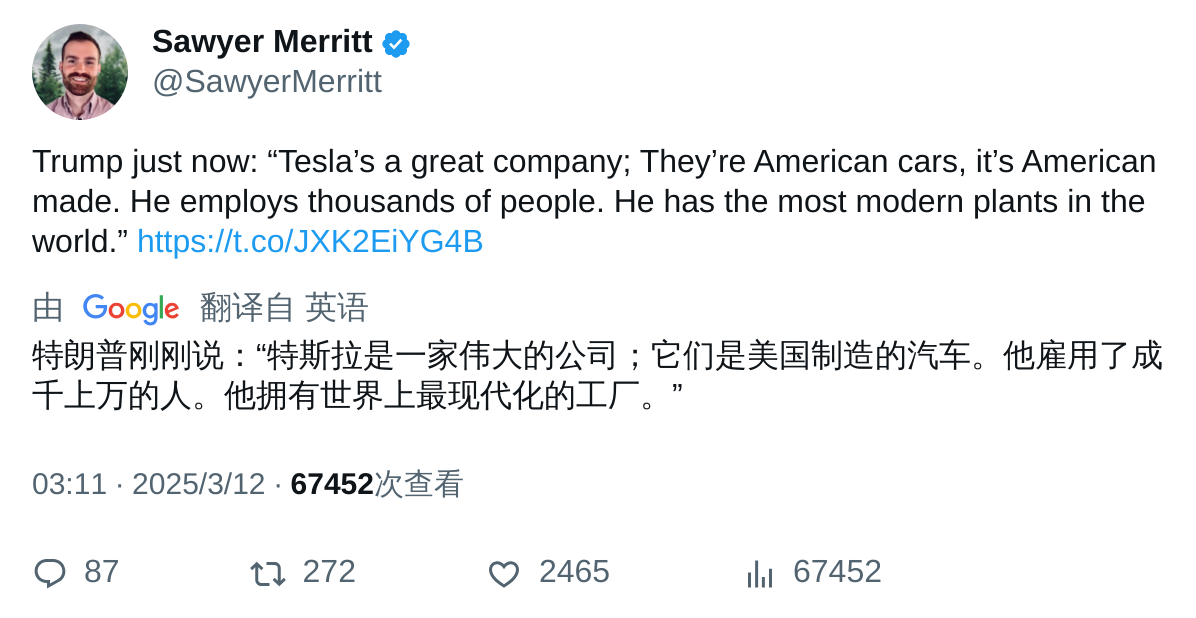 Sawyer Merritt
@SawyerMerritt
Trump just now: “Tesla’s a great company; They’re American cars, it’s American
made. He employs thousands of people. He has the most modern plants in the
world.” https://t.co/JXK2EiYG4B
由 Google 翻译自 英语
特朗普刚刚说：“特斯拉是一家伟大的公司；它们是美国制造的汽车。他雇用了成
千上万的人。他拥有世界上最现代化的工厂。”
03:11 · 2025/3/12 · 67452次查看
87 272 2465 67452